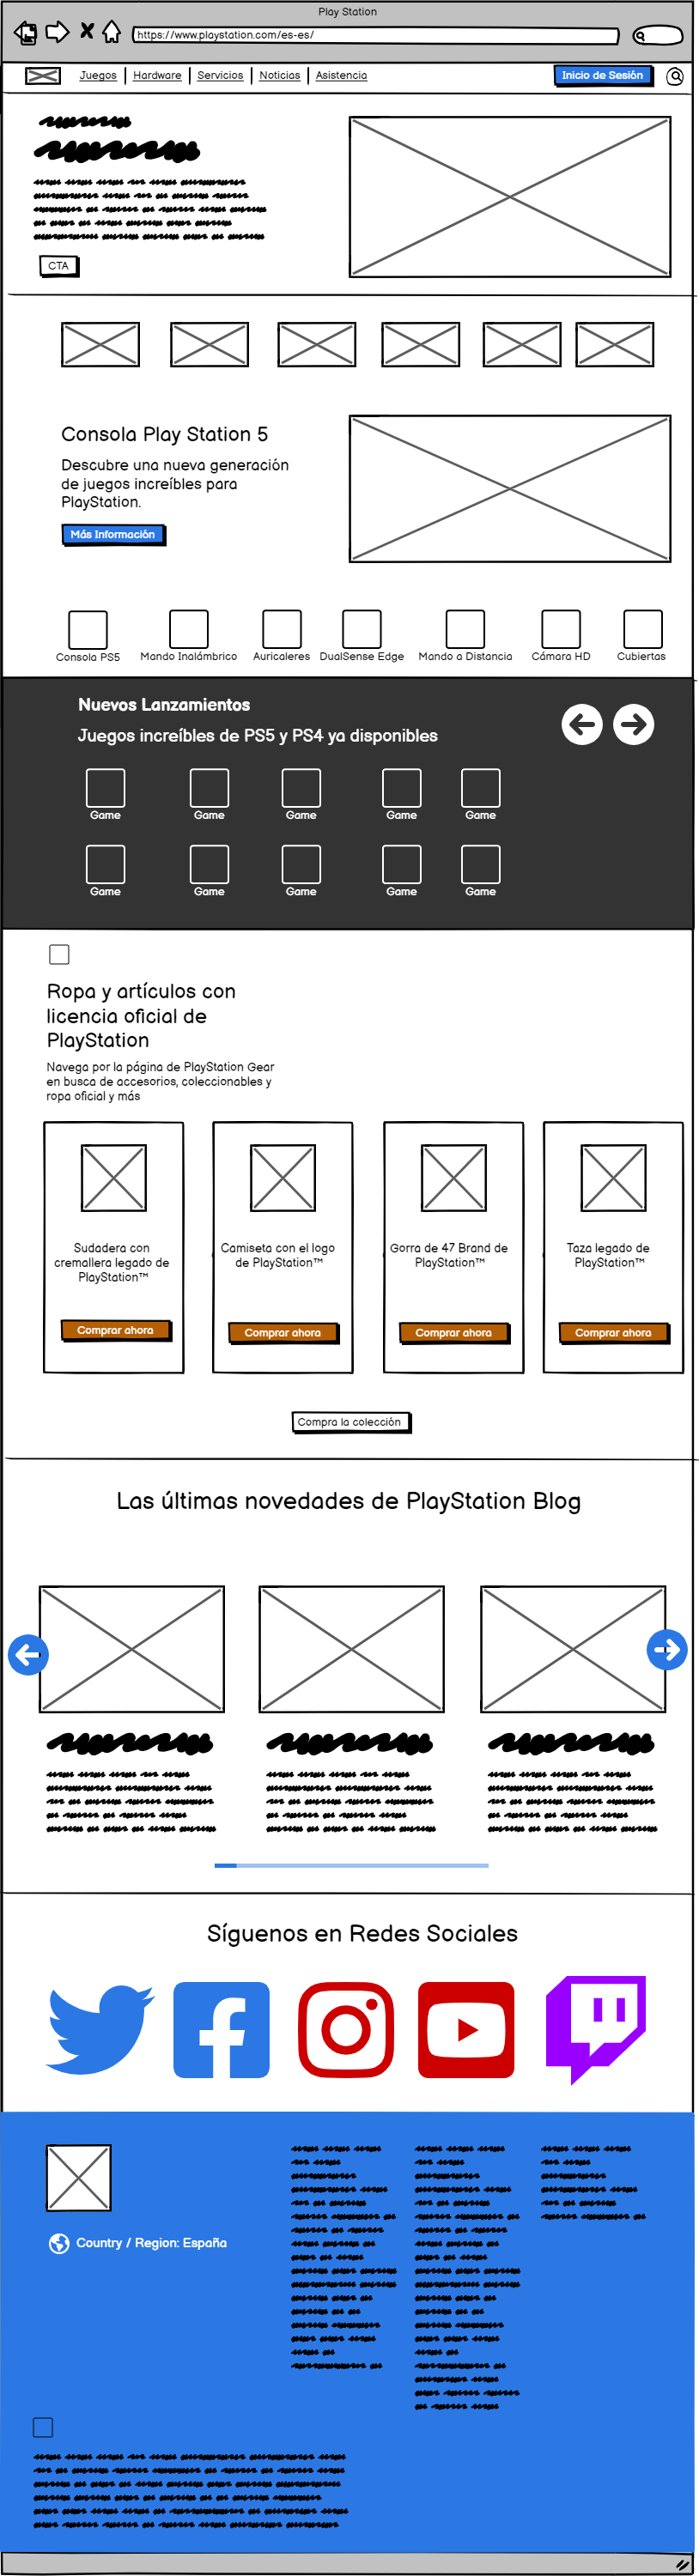 Play Station
https://www.playstation.com/es-es/
Juegos Hardware Servicios Noticias Asistencia Inicio de Sesión
CTA
Consola Play Station 5
Descubre una nueva generación
de juegos increíbles para
PlayStation.
Más Información
Consola PS5 Mando Inalámbrico Auricaleres DualSense Edge Mando a Distancia Cámara HD Cubiertas
Nuevos Lanzamientos
Juegos increíbles de PS5 y PS4 ya disponibles
Game Game Game Game Game
Game Game Game Game Game
Ropa y artículos con
licencia oficial de
PlayStation
Navega por la página de PlayStation Gear
en busca de accesorios, coleccionables y
ropa oficial y más
Sudadera con
cremallera legado de
PlayStation™
Comprar ahora
Camiseta con el logo
de PlayStation™
Comprar ahora
Gorra de 47 Brand de
PlayStation™
Comprar ahora
Taza legado de
PlayStation™
Comprar ahora
Compra la colección
Las últimas novedades de PlayStation Blog
Síguenos en Redes Sociales
Country / Region: España